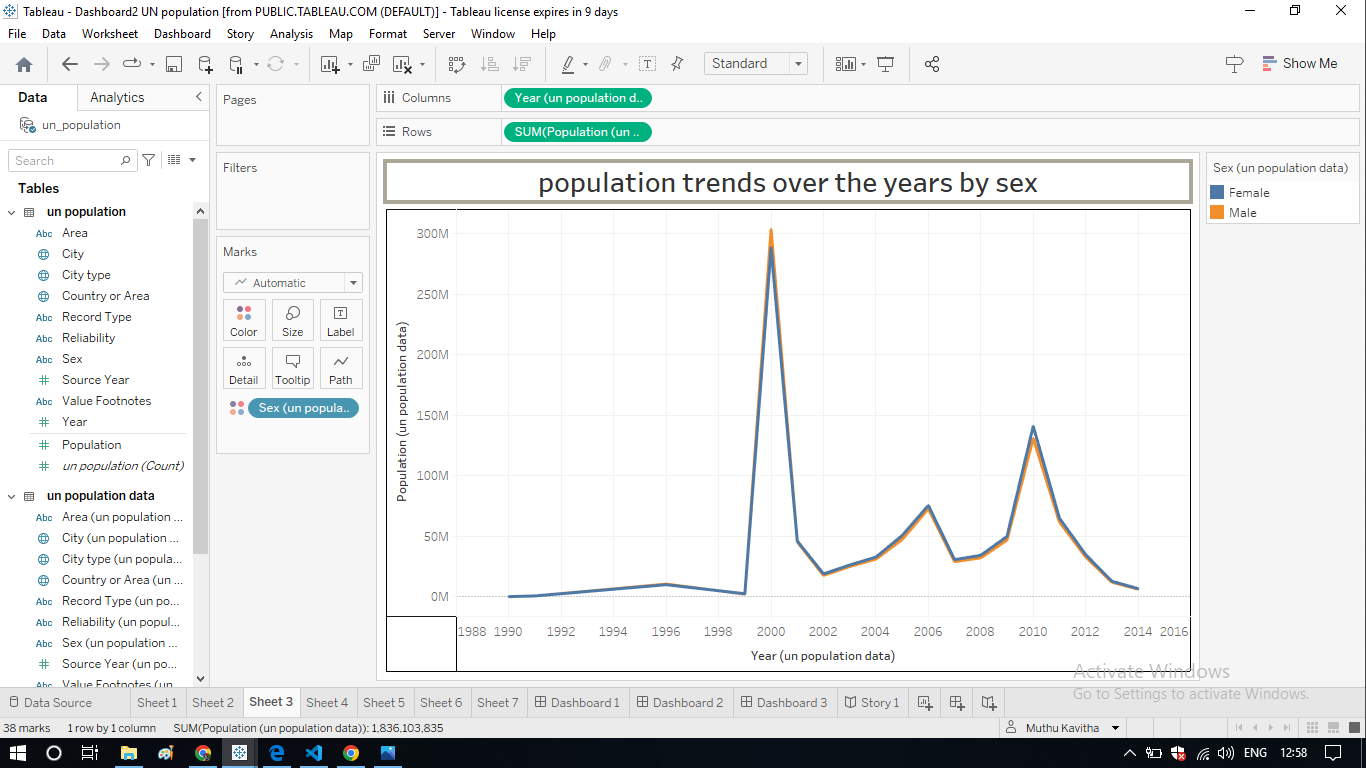 Tableau - Dashboard2 UN population [from PUBLIC.TABLEAU.COM (DEFAULT)] - Tableau license expires in 9 days
File Data Worksheet Dashboard Story Analysis Map Format Server Window Help
Standard
Show Me
Data Analytics
un_population
Search
Tables
un population
Abc Area
City
City type
Country or Area
Abc Record Type
Abc Reliability
Abc Sex
Source Year
Abc Value Footnotes
Year
Population
un population (Count)
un population data
Abc Area (un population ...
City (un population ...
City type (un popula...
Country or Area (un ...
Abc Record Type (un po...
Abc Reliability (un popul...
Abc Sex (un population ...
Source Year (un po...
Abc Value Footnotes (un
Pages
Filters
Marks
Automatic
Color Size Label
Detail Tooltip Path
Sex (un popula..
Columns Year (un population d..
Rows SUM(Population (un ..
population trends over the years by sex
300M
250M
200M
150M
100M
50M
0M
Population (un population data)
1988 1990 1992 1994 1996 1998 2000 2002 2004 2006 2008 2010 2012 2014 2016
Year (un population data)
Sex (un population data)
Female
Male
Activate Windows
Go to Settings to activate Windows.
Data Source Sheet 1 Sheet 2 Sheet 3 Sheet 4 Sheet 5 Sheet 6 Sheet 7 Dashboard 1 Dashboard 2 Dashboard 3 Story 1
38 marks 1 row by 1 column SUM(Population (un population data)): 1,836,103,835
Muthu Kavitha
ENG 12:58